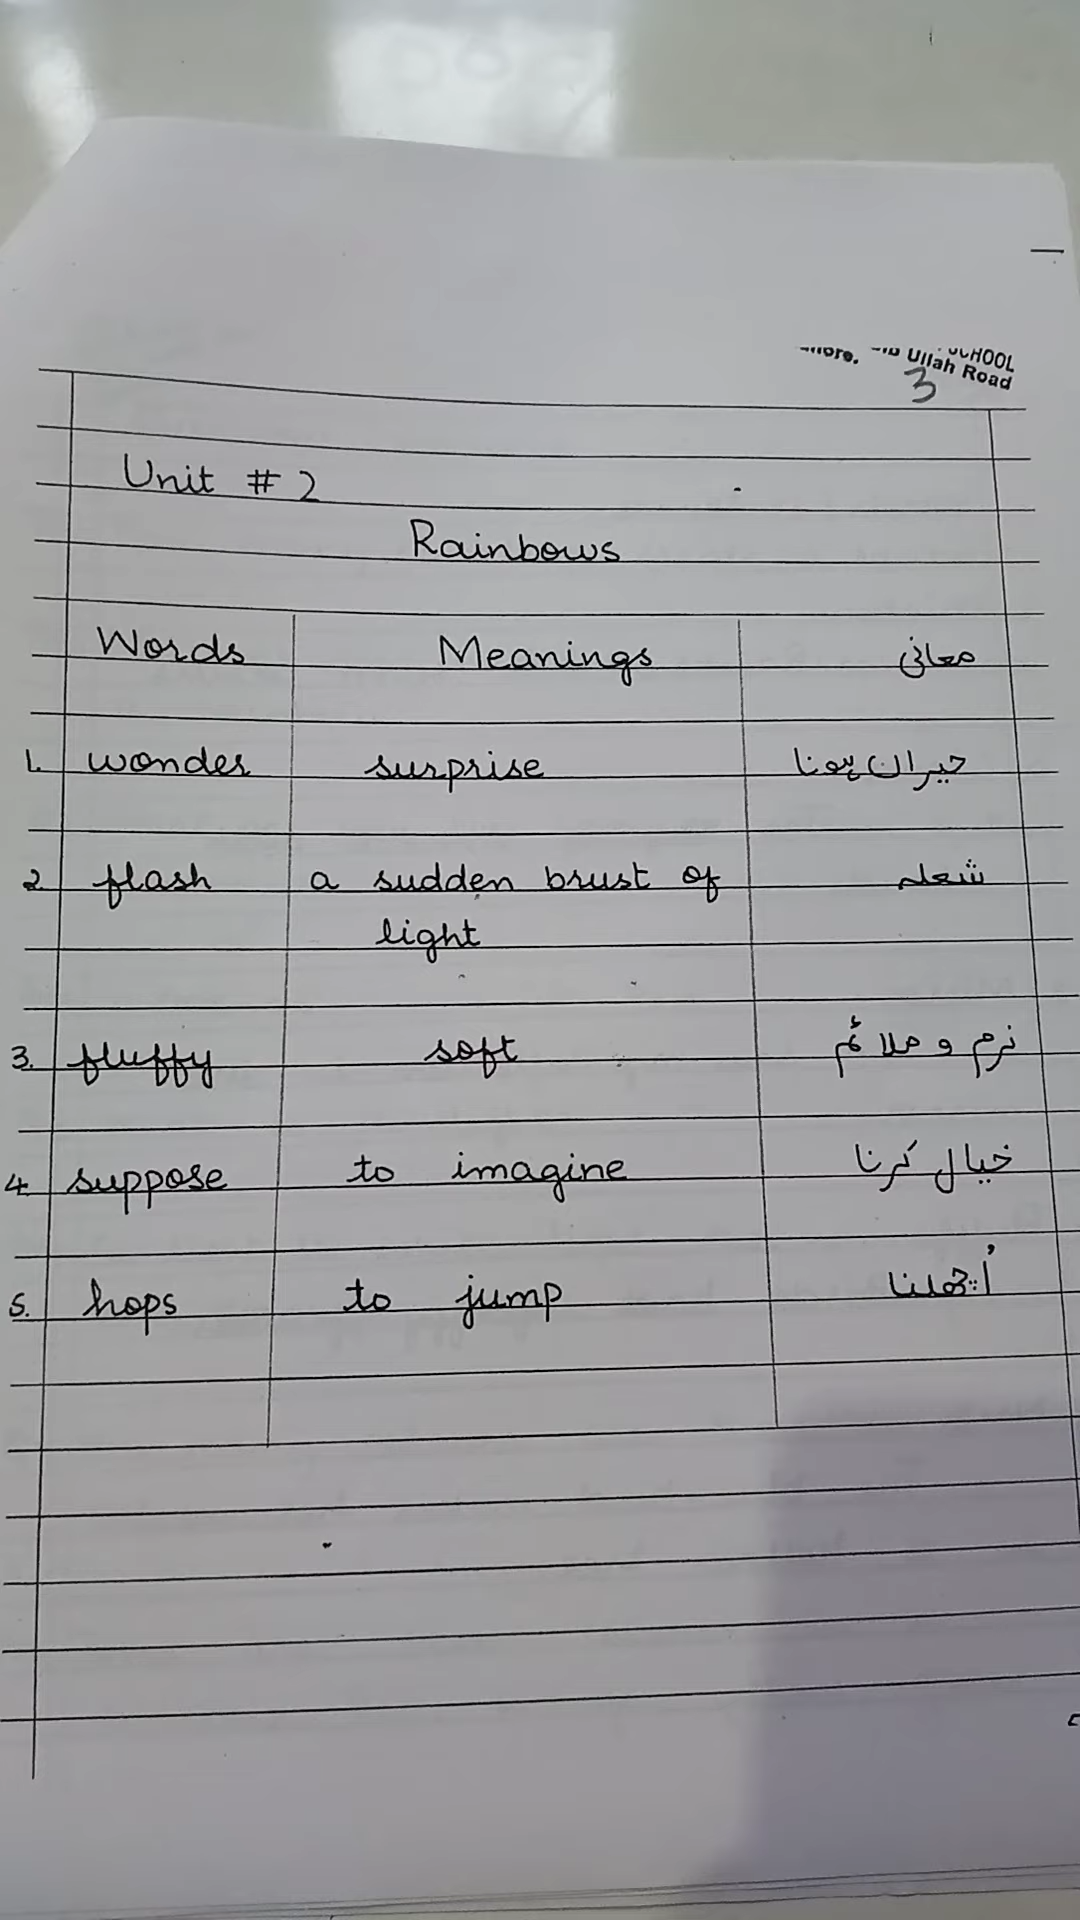 SCHOOL
Ullah Road
3
Unit # 2
Rainbows
Words Meanings معانی
1. wonder surprise حیران ہونا
2. flash a sudden brust of شعلہ
light
3. fluffy soft نرم و ملائم
4. suppose to imagine خیال کرنا
5. hops to jump اُچھلنا